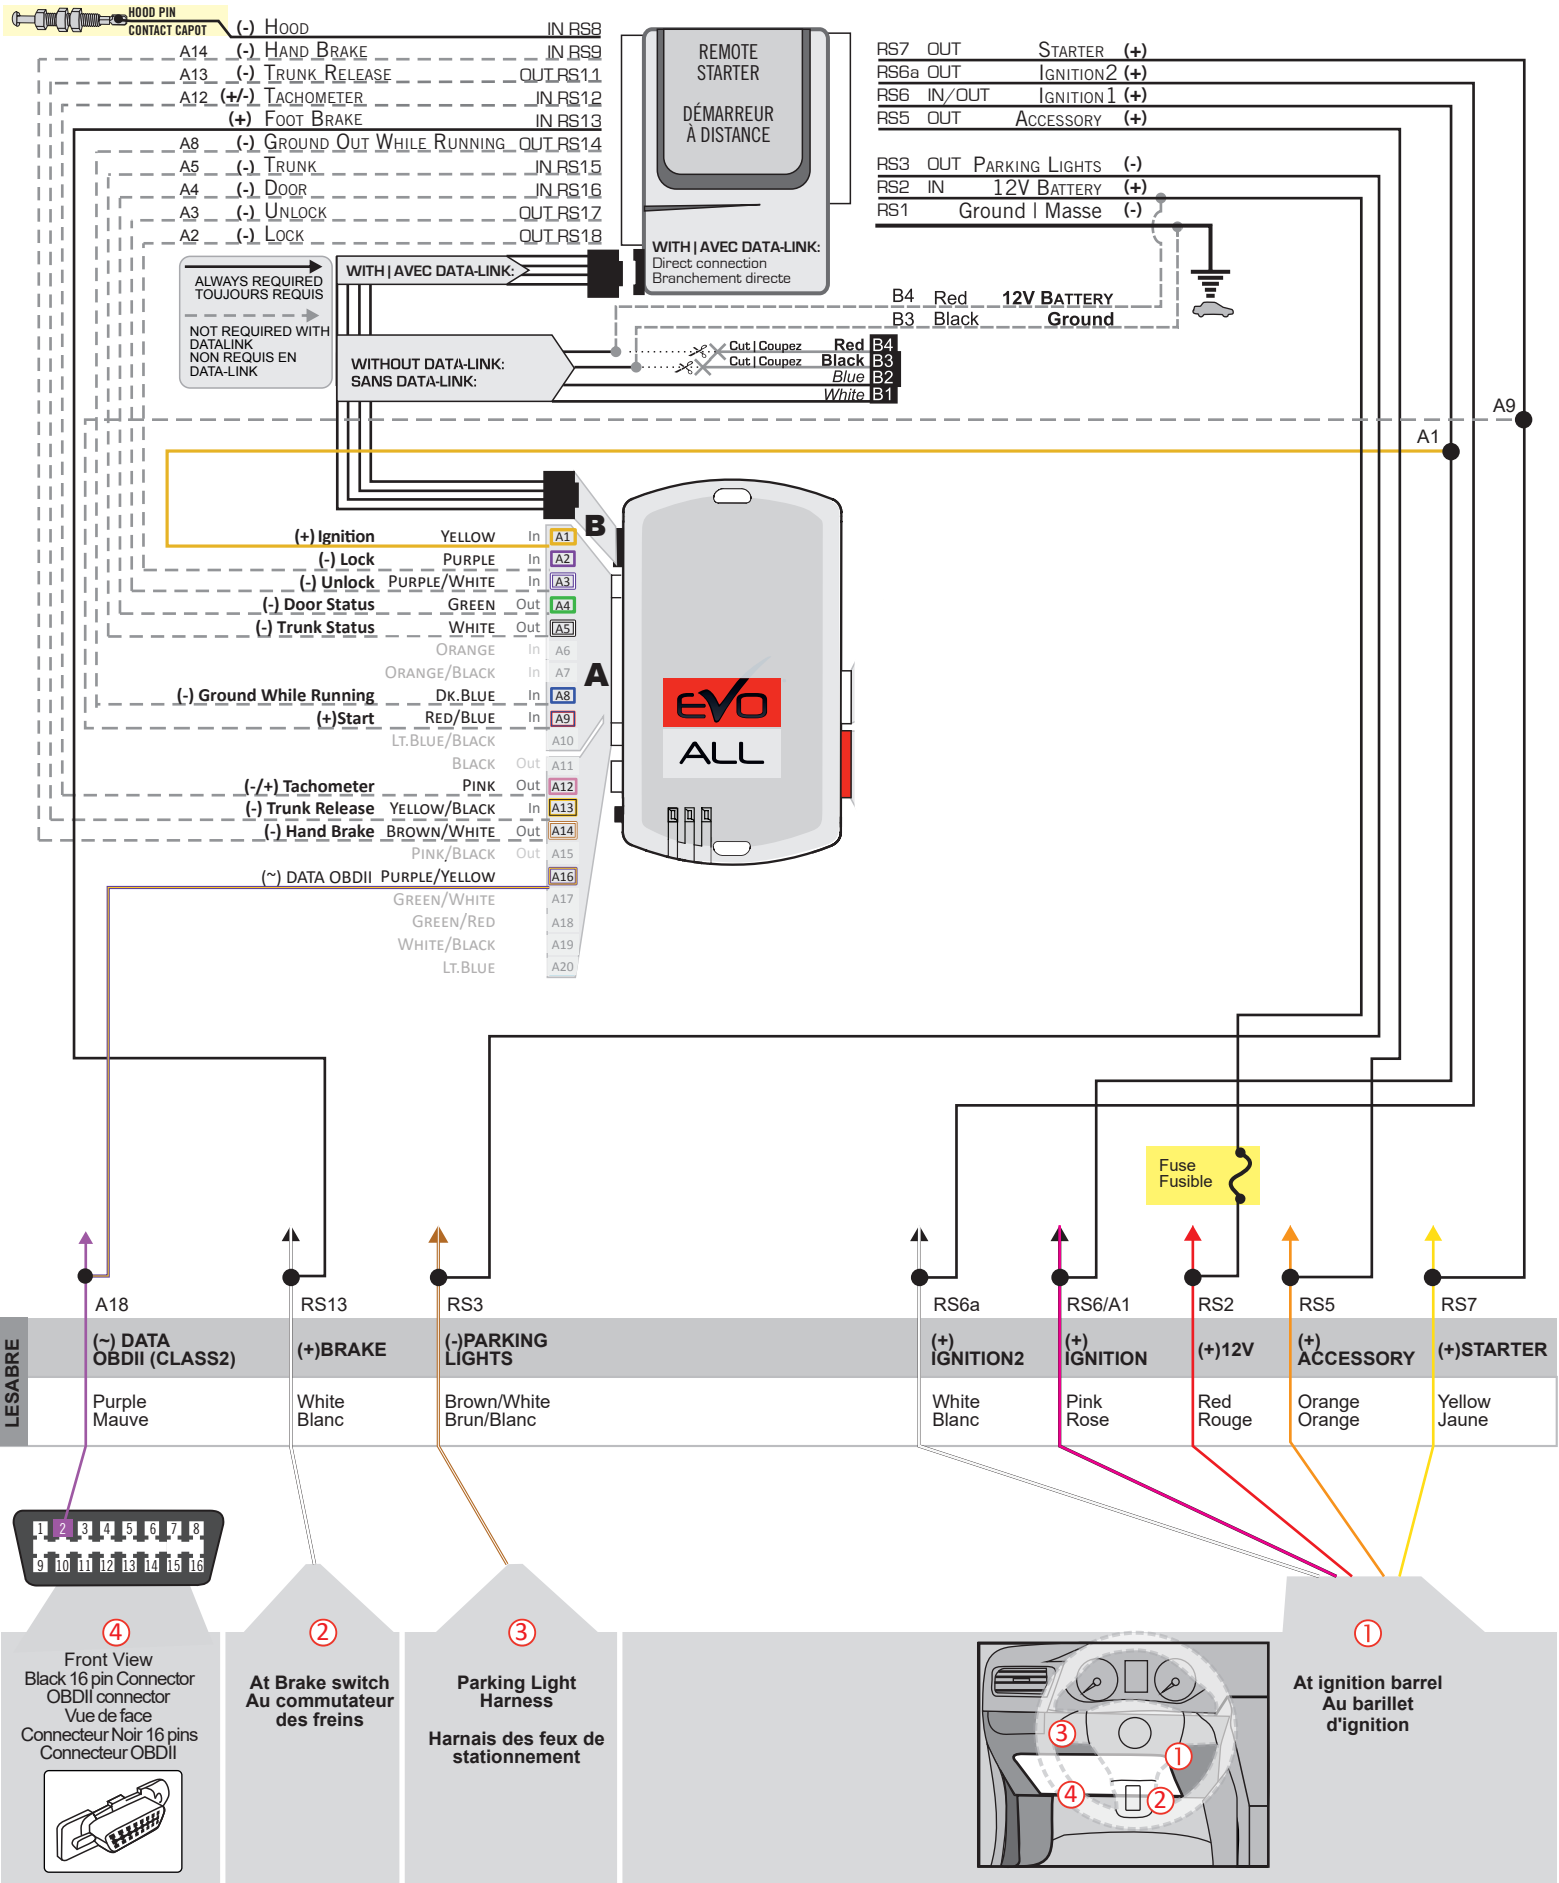 HOOD PIN
CONTACT CAPOT
(-) HOOD IN RS8
A14 (-) HAND BRAKE IN RS9
A13 (-) TRUNK RELEASE OUT RS11
A12 (+/-) TACHOMETER IN RS12
(+) FOOT BRAKE IN RS13
A8 (-) GROUND OUT WHILE RUNNING OUT RS14
A5 (-) TRUNK IN RS15
A4 (-) DOOR IN RS16
A3 (-) UNLOCK OUT RS17
A2 (-) LOCK OUT RS18
REMOTE
STARTER
DÉMARREUR
À DISTANCE
WITH | AVEC DATA-LINK:
Direct connection
Branchement directe
RS7 OUT STARTER (+)
RS6a OUT IGNITION2 (+)
RS6 IN/OUT IGNITION1 (+)
RS5 OUT ACCESSORY (+)
RS3 OUT PARKING LIGHTS (-)
RS2 IN 12V BATTERY (+)
RS1 Ground | Masse (-)
ALWAYS REQUIRED
TOUJOURS REQUIS
NOT REQUIRED WITH
DATALINK
NON REQUIS EN
DATA-LINK
WITH | AVEC DATA-LINK:
WITHOUT DATA-LINK:
SANS DATA-LINK:
B4 Red 12V BATTERY
B3 Black Ground
Cut | Coupez Red B4
Cut | Coupez Black B3
Blue B2
White B1
A9
A1
B
A
(+) Ignition YELLOW In A1
(-) Lock PURPLE In A2
(-) Unlock PURPLE/WHITE In A3
(-) Door Status GREEN Out A4
(-) Trunk Status WHITE Out A5
ORANGE In A6
ORANGE/BLACK In A7
(-) Ground While Running DK.BLUE In A8
(+)Start RED/BLUE In A9
LT.BLUE/BLACK A10
BLACK Out A11
(-/+) Tachometer PINK Out A12
(-) Trunk Release YELLOW/BLACK In A13
(-) Hand Brake BROWN/WHITE Out A14
PINK/BLACK Out A15
(~) DATA OBDII PURPLE/YELLOW A16
GREEN/WHITE A17
GREEN/RED A18
WHITE/BLACK A19
LT.BLUE A20
EVO
ALL
Fuse
Fusible
A18 RS13 RS3 RS6a RS6/A1 RS2 RS5 RS7
LESABRE
(~) DATA
OBDII (CLASS2)
(+)BRAKE
(-)PARKING
LIGHTS
(+)
IGNITION2
(+)
IGNITION
(+)12V
(+)
ACCESSORY
(+)STARTER
Purple
Mauve
White
Blanc
Brown/White
Brun/Blanc
White
Blanc
Pink
Rose
Red
Rouge
Orange
Orange
Yellow
Jaune
1 2 3 4 5 6 7 8
9 10 11 12 13 14 15 16
4
Front View
Black 16 pin Connector
OBDII connector
Vue de face
Connecteur Noir 16 pins
Connecteur OBDII
2
At Brake switch
Au commutateur
des freins
3
Parking Light
Harness
Harnais des feux de
stationnement
3
1
4
2
1
At ignition barrel
Au barillet
d'ignition